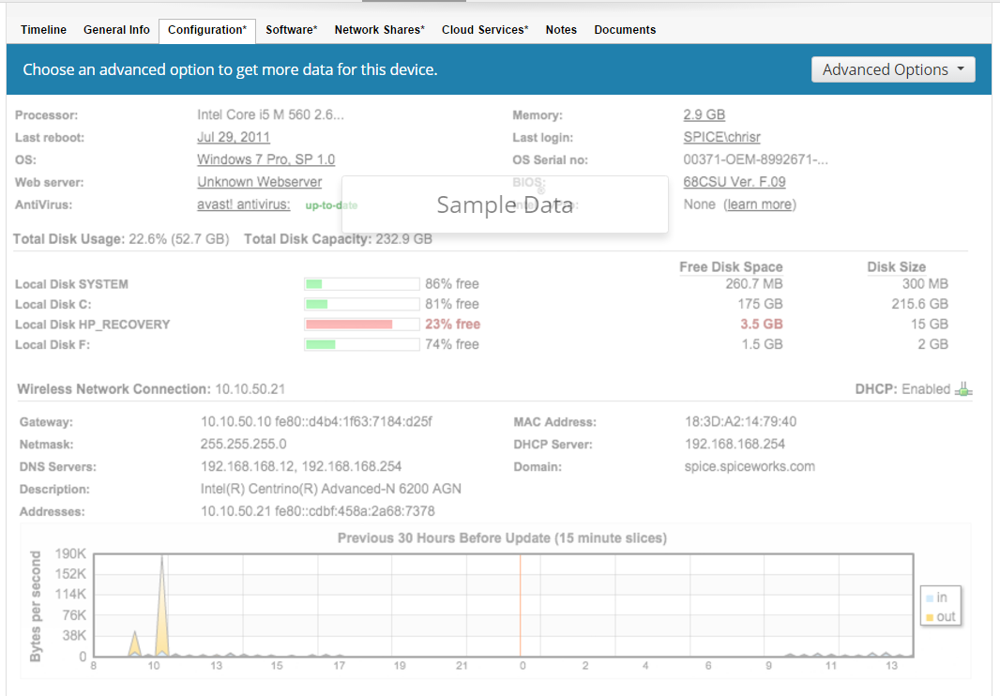 Timeline General Info Configuration* Software* Network Shares* Cloud Services* Notes Documents
Choose an advanced option to get more data for this device. Advanced Options
Processor: Intel Core i5 M 560 2.6... Memory: 2.9 GB
Last reboot: Jul 29, 2011 Last login: SPICE\chrisr
OS: Windows 7 Pro, SP 1.0 OS Serial no: 00371-OEM-8992671-...
Web server: Unknown Webserver BIOS: 68CSU Ver. F.09
AntiVirus: avast! antivirus: up-to-date None (learn more)
Sample Data
Total Disk Usage: 22.6% (52.7 GB) Total Disk Capacity: 232.9 GB
Free Disk Space Disk Size
Local Disk SYSTEM 86% free 260.7 MB 300 MB
Local Disk C: 81% free 175 GB 215.6 GB
Local Disk HP_RECOVERY 23% free 3.5 GB 15 GB
Local Disk F: 74% free 1.5 GB 2 GB
Wireless Network Connection: 10.10.50.21 DHCP: Enabled
Gateway: 10.10.50.10 fe80::d4b4:1f63:7184:d25f MAC Address: 18:3D:A2:14:79:40
Netmask: 255.255.255.0 DHCP Server: 192.168.168.254
DNS Servers: 192.168.168.12, 192.168.168.254 Domain: spice.spiceworks.com
Description: Intel(R) Centrino(R) Advanced-N 6200 AGN
Addresses: 10.10.50.21 fe80::cdbf:458a:2a68:7378
Previous 30 Hours Before Update (15 minute slices)
Bytes per second
190K
152K
114K
76K
38K
0
8 10 13 15 17 19 21 0 2 4 6 9 11 13
in
out